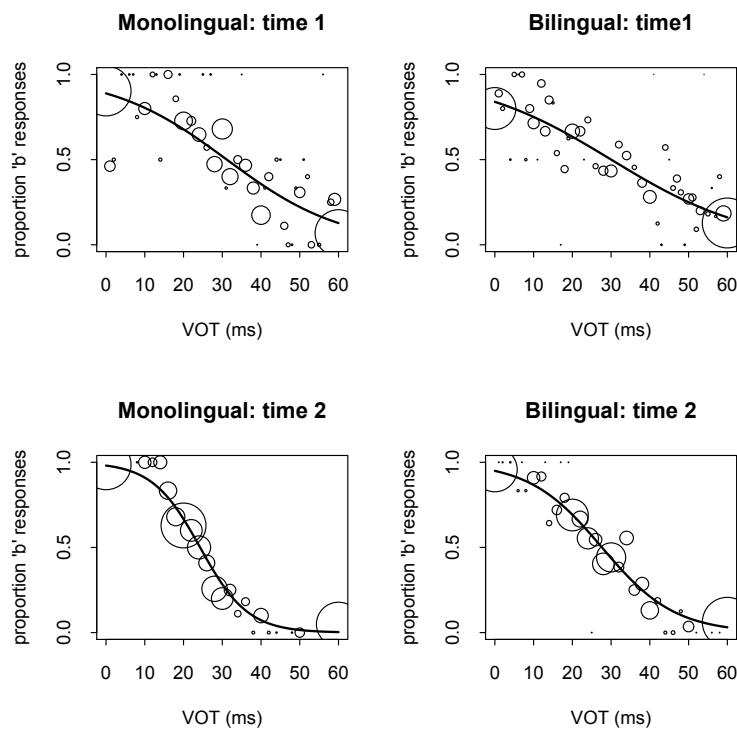 Monolingual: time 1
proportion 'b' responses
1.0
0.5
0.0
0 10 20 30 40 50 60
VOT (ms)
Bilingual: time1
proportion 'b' responses
1.0
0.5
0.0
0 10 20 30 40 50 60
VOT (ms)
Monolingual: time 2
proportion 'b' responses
1.0
0.5
0.0
0 10 20 30 40 50 60
VOT (ms)
Bilingual: time 2
proportion 'b' responses
1.0
0.5
0.0
0 10 20 30 40 50 60
VOT (ms)